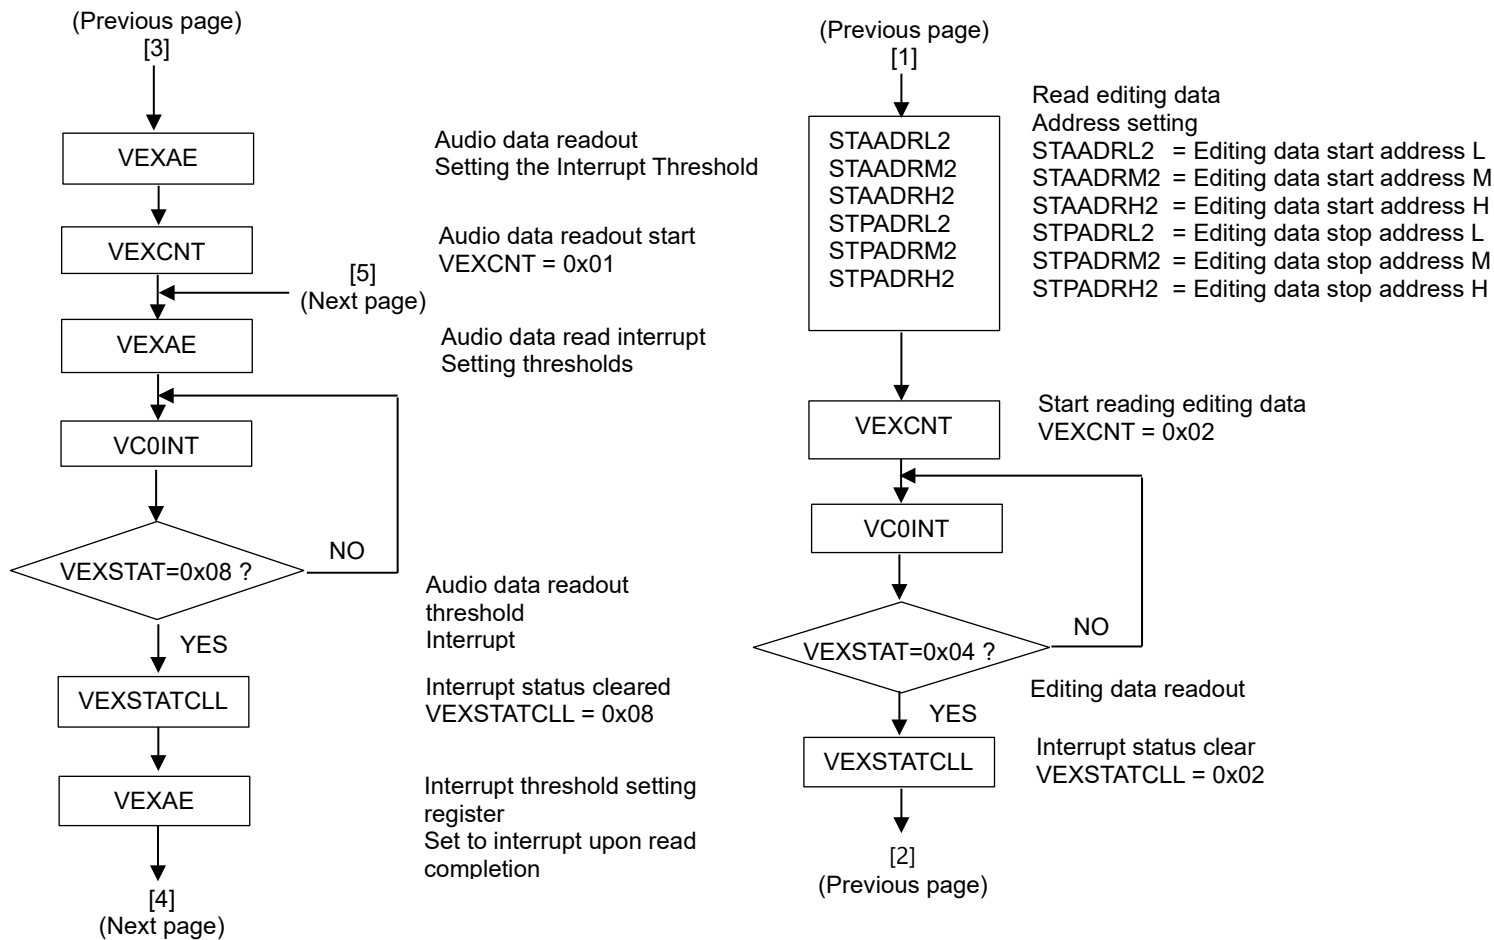 (Previous page)
[3]
VEXAE
Audio data readout
Setting the Interrupt Threshold
VEXCNT
Audio data readout start
VEXCNT = 0x01
[5]
(Next page)
VEXAE
Audio data read interrupt
Setting thresholds
VC0INT
VEXSTAT=0x08 ?
NO
Audio data readout
threshold
Interrupt
YES
VEXSTATCLL
Interrupt status cleared
VEXSTATCLL = 0x08
VEXAE
Interrupt threshold setting
register
Set to interrupt upon read
completion
[4]
(Next page)
(Previous page)
[1]
STAADRL2
STAADRM2
STAADRH2
STPADRL2
STPADRM2
STPADRH2
Read editing data
Address setting
STAADRL2 = Editing data start address L
STAADRM2 = Editing data start address M
STAADRH2 = Editing data start address H
STPADRL2 = Editing data stop address L
STPADRM2 = Editing data stop address M
STPADRH2 = Editing data stop address H
VEXCNT
Start reading editing data
VEXCNT = 0x02
VC0INT
VEXSTAT=0x04 ?
NO
Editing data readout
YES
VEXSTATCLL
Interrupt status clear
VEXSTATCLL = 0x02
[2]
(Previous page)